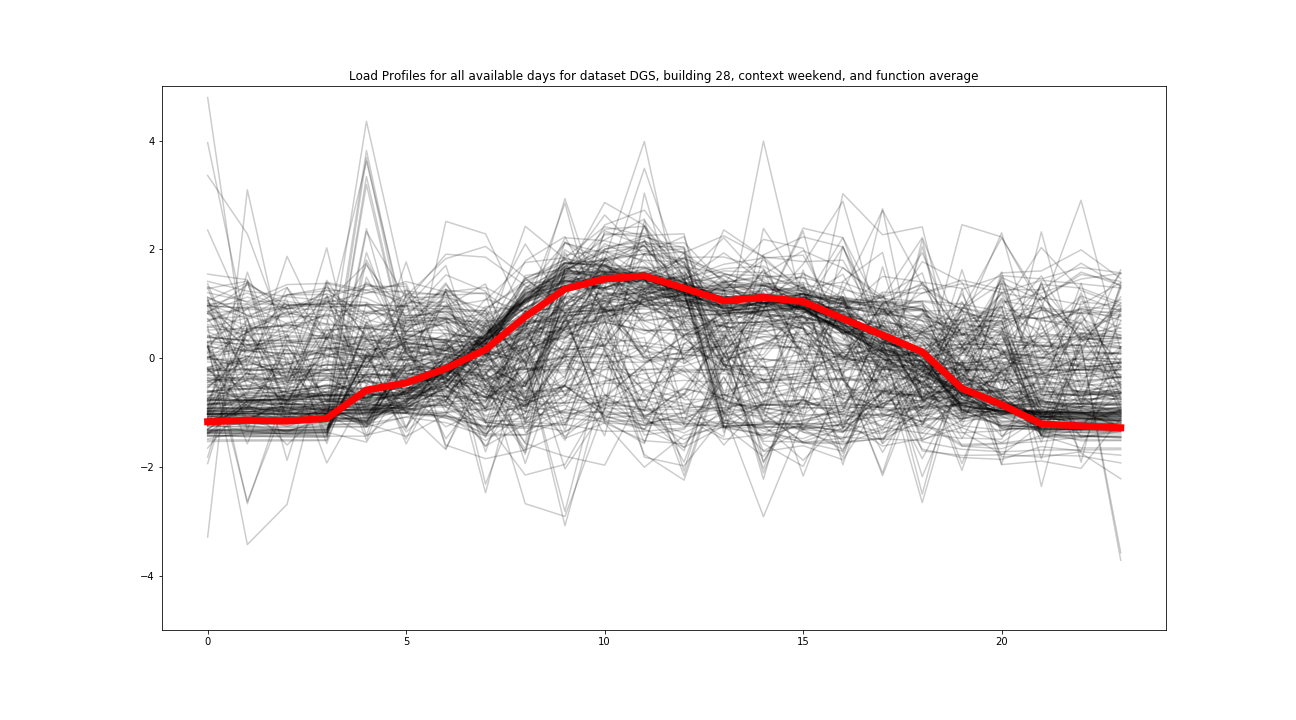 Load Profiles for all available days for dataset DGS, building 28, context weekend, and function average
4
2
0
−2
−4
0 5 10 15 20